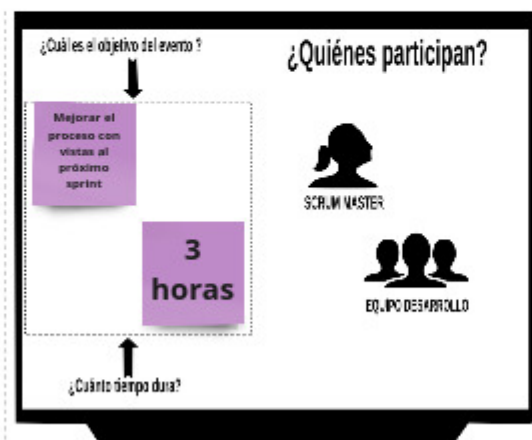 ¿Cuál es el objetivo del evento ?
¿Quiénes participan?
Mejorar el
proceso con
vistas al
próximo
sprint
SCRUM MASTER
3
horas
EQUIPO DESARROLLO
¿Cuánto tiempo dura?